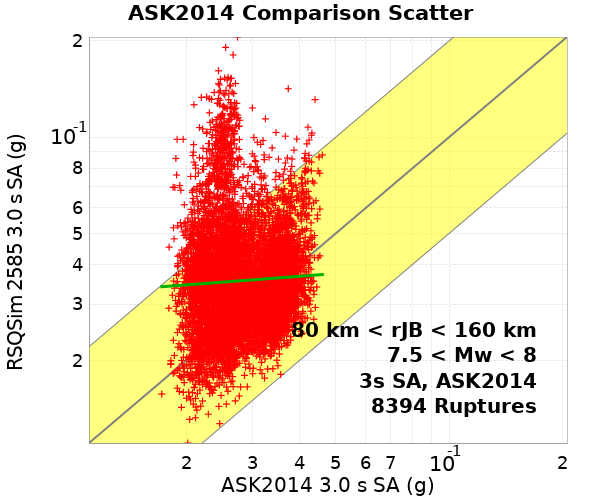 ASK2014 Comparison Scatter
RSQSim 2585 3.0 s SA (g)
2
10-1
8
6
5
4
3
2
80 km < rJB < 160 km
7.5 < Mw < 8
3s SA, ASK2014
8394 Ruptures
2 3 4 5 6 7 10-1 2
ASK2014 3.0 s SA (g)